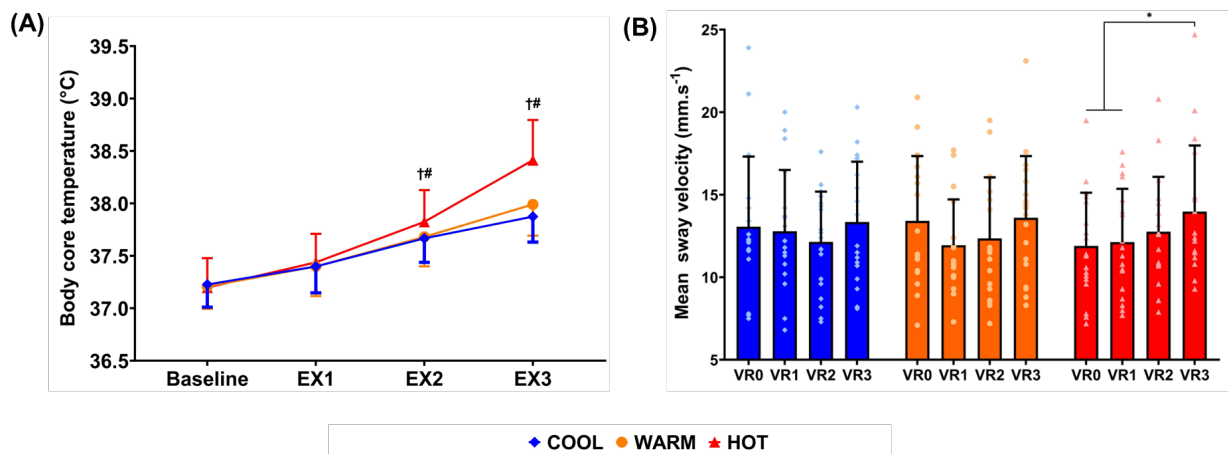 (A)
Body core temperature (°C)
39.5
39.0
38.5
38.0
37.5
37.0
36.5
†#
†#
Baseline EX1 EX2 EX3
(B)
Mean sway velocity (mm.s⁻¹)
25
20
15
10
5
*
VR0 VR1 VR2 VR3 VR0 VR1 VR2 VR3 VR0 VR1 VR2 VR3
COOL WARM HOT